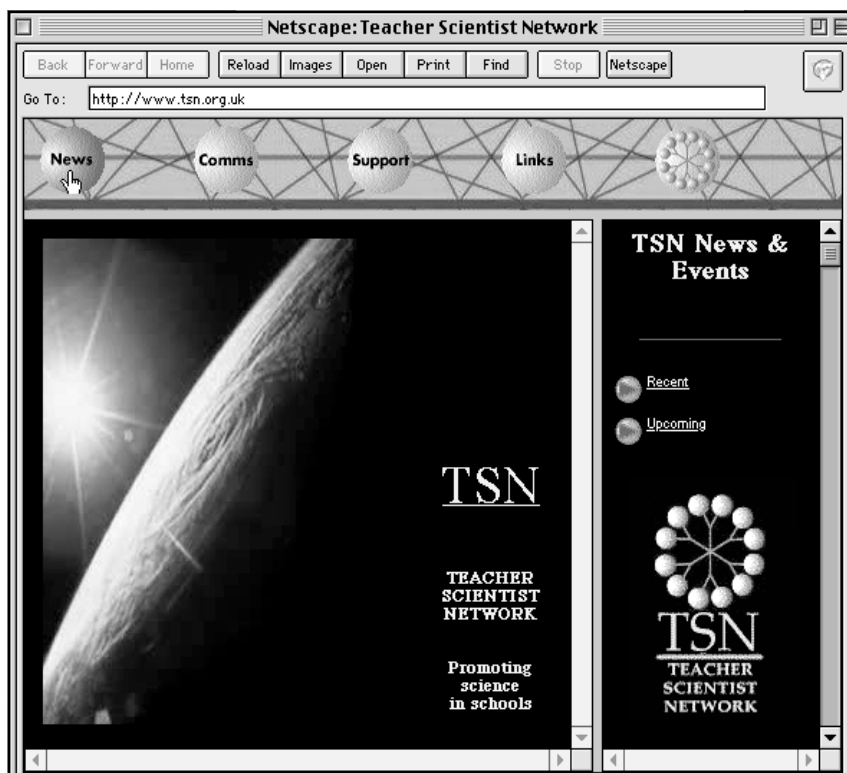 Netscape: Teacher Scientist Network
Back Forward Home Reload Images Open Print Find Stop Netscape
Go To: http://www.tsn.org.uk
News Comms Support Links
TSN News &
Events
Recent
Upcoming
TSN
TEACHER
SCIENTIST
NETWORK
Promoting
science
in schools
TSN
TEACHER
SCIENTIST
NETWORK